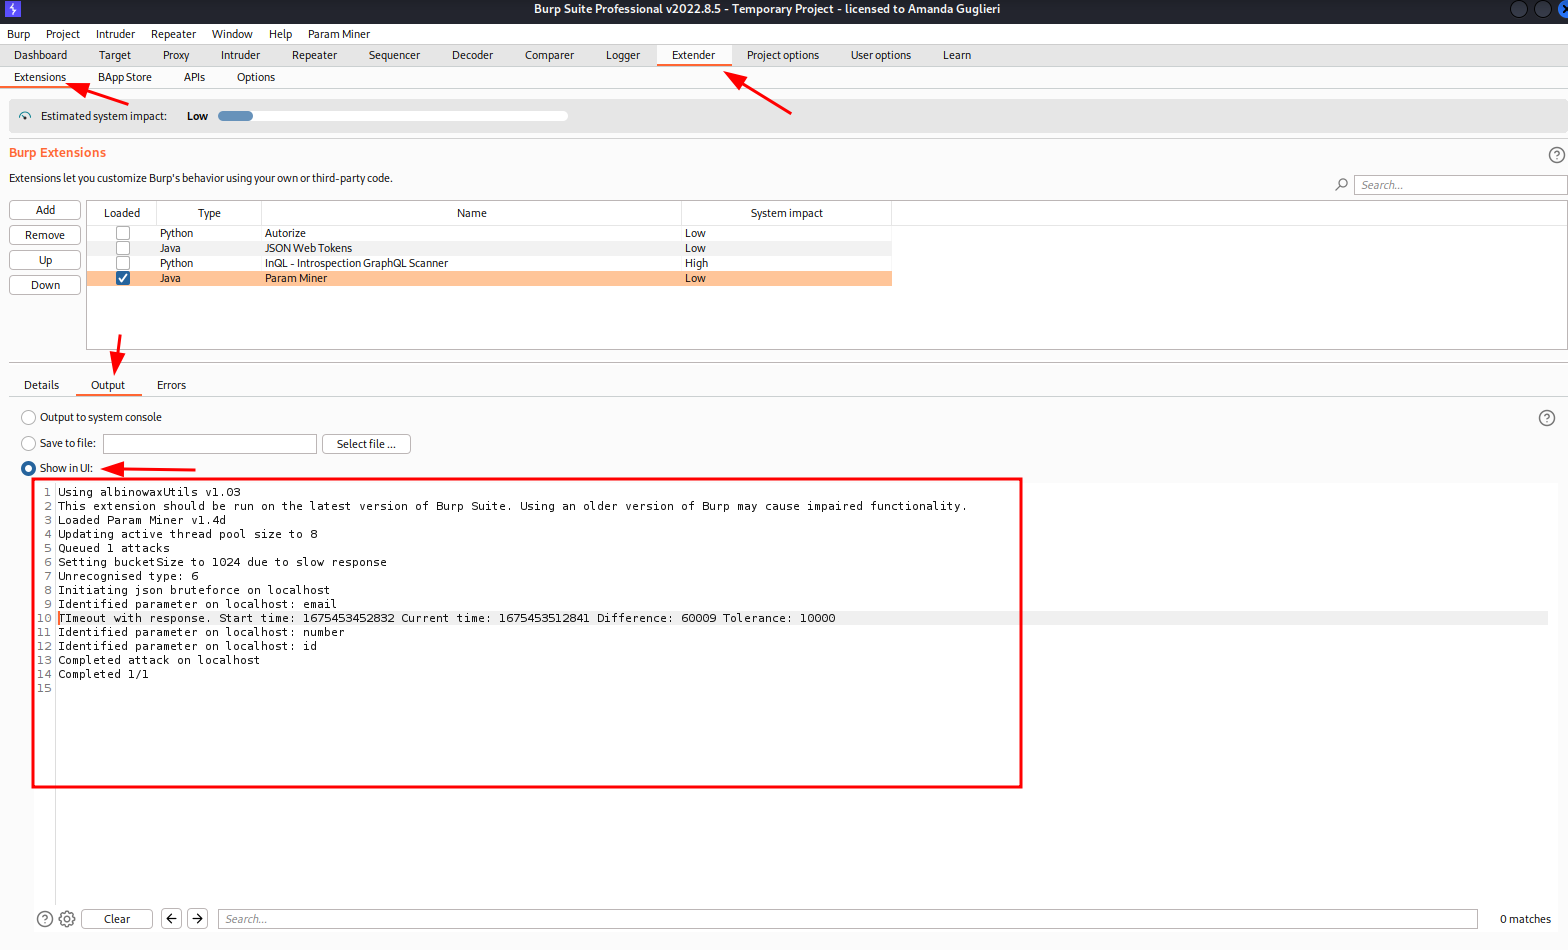 Burp Suite Professional v2022.8.5 - Temporary Project - licensed to Amanda Guglieri
Burp Project Intruder Repeater Window Help Param Miner
Dashboard Target Proxy Intruder Repeater Sequencer Decoder Comparer Logger Extender Project options User options Learn
Extensions BApp Store APIs Options
Estimated system impact: Low
Burp Extensions
?
Extensions let you customize Burp's behavior using your own or third-party code.
Search...
Add
Remove
Up
Down
Loaded Type Name System impact
Python Autorize Low
Java JSON Web Tokens Low
Python InQL - Introspection GraphQL Scanner High
Java Param Miner Low
Details Output Errors
Output to system console
?
Save to file: Select file ...
Show in UI:
1 Using albinowaxUtils v1.03
2 This extension should be run on the latest version of Burp Suite. Using an older version of Burp may cause impaired functionality.
3 Loaded Param Miner v1.4d
4 Updating active thread pool size to 8
5 Queued 1 attacks
6 Setting bucketSize to 1024 due to slow response
7 Unrecognised type: 6
8 Initiating json bruteforce on localhost
9 Identified parameter on localhost: email
10 TImeout with response. Start time: 1675453452832 Current time: 1675453512841 Difference: 60009 Tolerance: 10000
11 Identified parameter on localhost: number
12 Identified parameter on localhost: id
13 Completed attack on localhost
14 Completed 1/1
15
? Clear Search... 0 matches